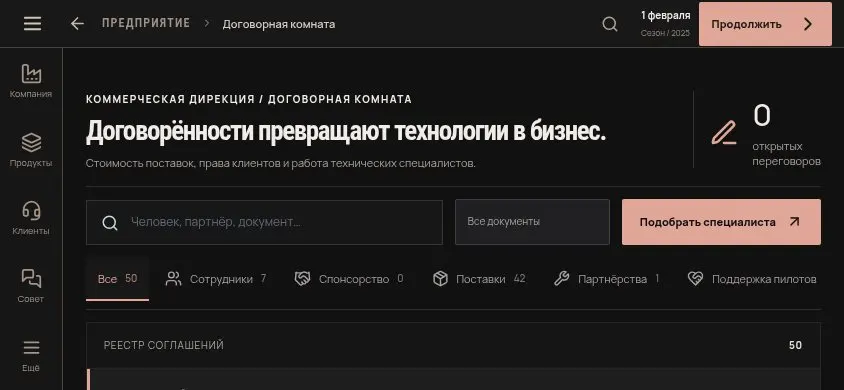 ПРЕДПРИЯТИЕ
Договорная комната
1 февраля
Сезон / 2025
Продолжить
Компания
Продукты
Клиенты
Совет
Ещё
КОММЕРЧЕСКАЯ ДИРЕКЦИЯ / ДОГОВОРНАЯ КОМНАТА
Договорённости превращают технологии в бизнес.
Стоимость поставок, права клиентов и работа технических специалистов.
0
открытых
переговоров
Человек, партнёр, документ...
Все документы
Подобрать специалиста
Все 50
Сотрудники 7
Спонсорство 0
Поставки 42
Партнёрства 1
Поддержка пилотов
РЕЕСТР СОГЛАШЕНИЙ
50